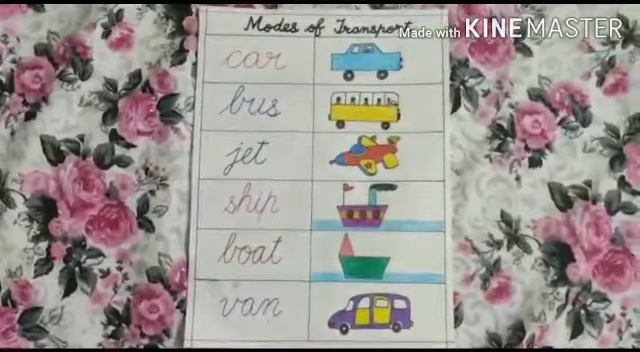 Modes of Transport
Made with KINEMASTER
car
bus
jet
ship
boat
van